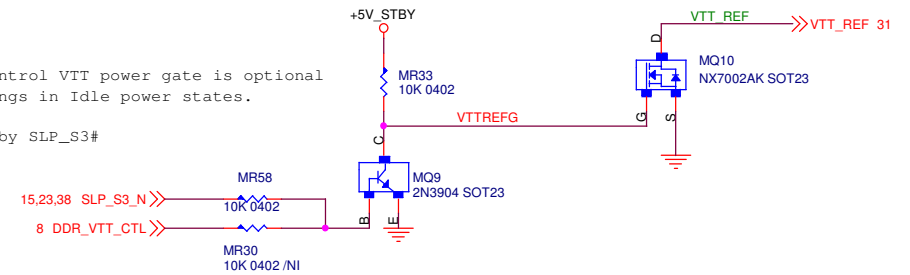 +5V_STBY
VTT_REF
VTT_REF 31
D
MQ10
NX7002AK SOT23
ntrol VTT power gate is optional
ngs in Idle power states.
MR33
10K 0402
by SLP_S3#
VTTREFG
G
S
C
MQ9
2N3904 SOT23
MR58
15,23,38 SLP_S3_N
10K 0402
B
E
8 DDR_VTT_CTL
MR30
10K 0402 /NI